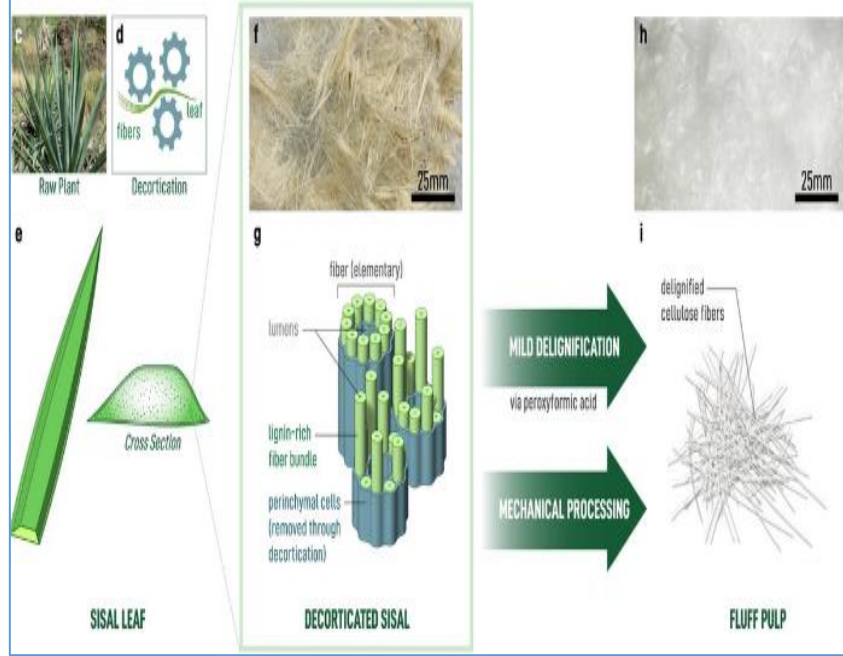 c
Raw Plant
d
fibers
leaf
Decortication
e
Cross Section
SISAL LEAF
f
25mm
g
fiber (elementary)
lumens
lignin-rich
fiber bundle
perinchymal cells
(removed through
decortication)
DECORTICATED SISAL
MILD DELIGNIFICATION
via peroxyformic acid
MECHANICAL PROCESSING
h
25mm
i
delignified
cellulose fibers
FLUFF PULP